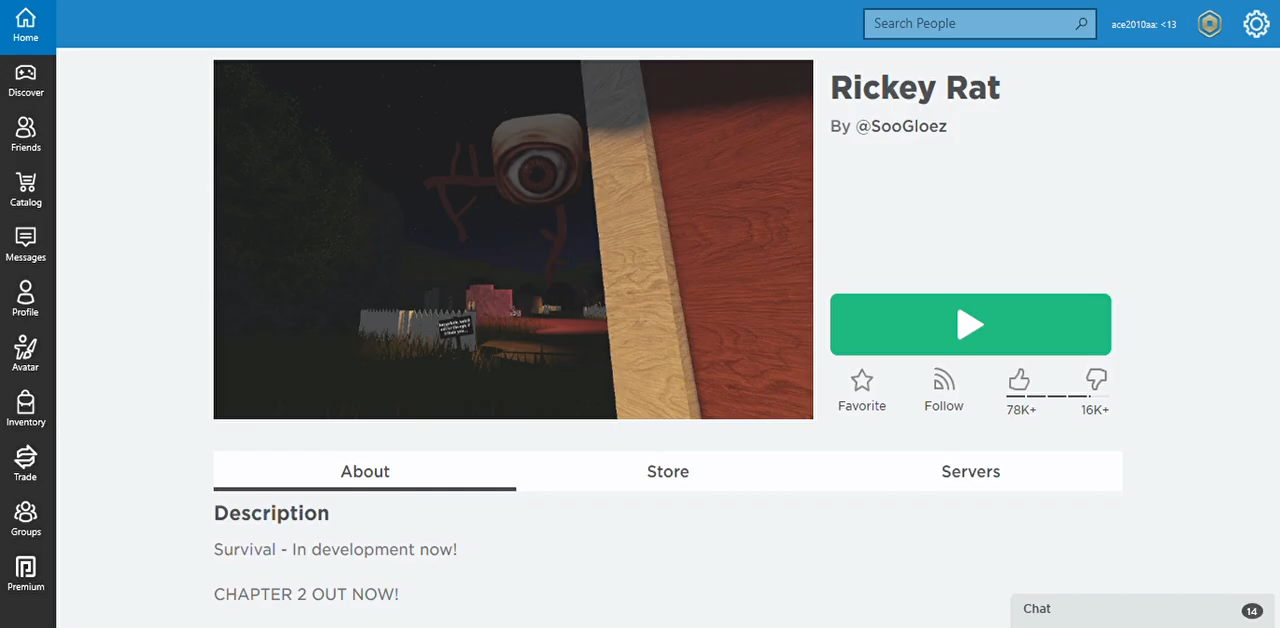 Home
Search People
ace2010aa: <13
Discover
Friends
Catalog
Messages
Profile
Avatar
Inventory
Trade
Groups
Premium
Rickey Rat
By @SooGloez
Favorite
Follow
78K+
16K+
About
Store
Servers
Description
Survival - In development now!
CHAPTER 2 OUT NOW!
Chat
14